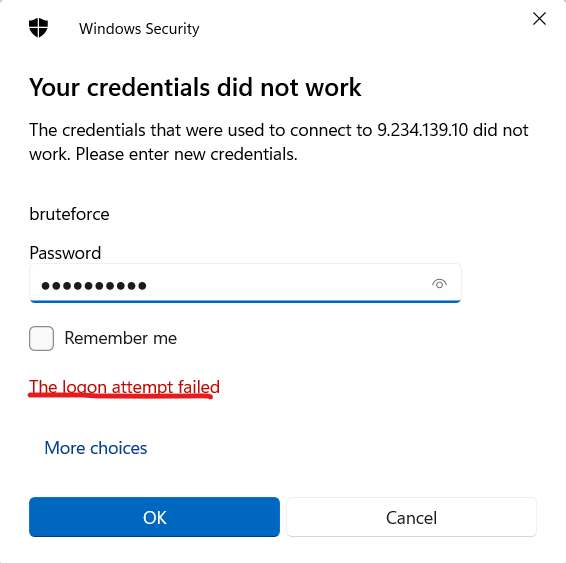 Windows Security
Your credentials did not work
The credentials that were used to connect to 9.234.139.10 did not
work. Please enter new credentials.
bruteforce
Password
Remember me
The logon attempt failed
More choices
OK
Cancel